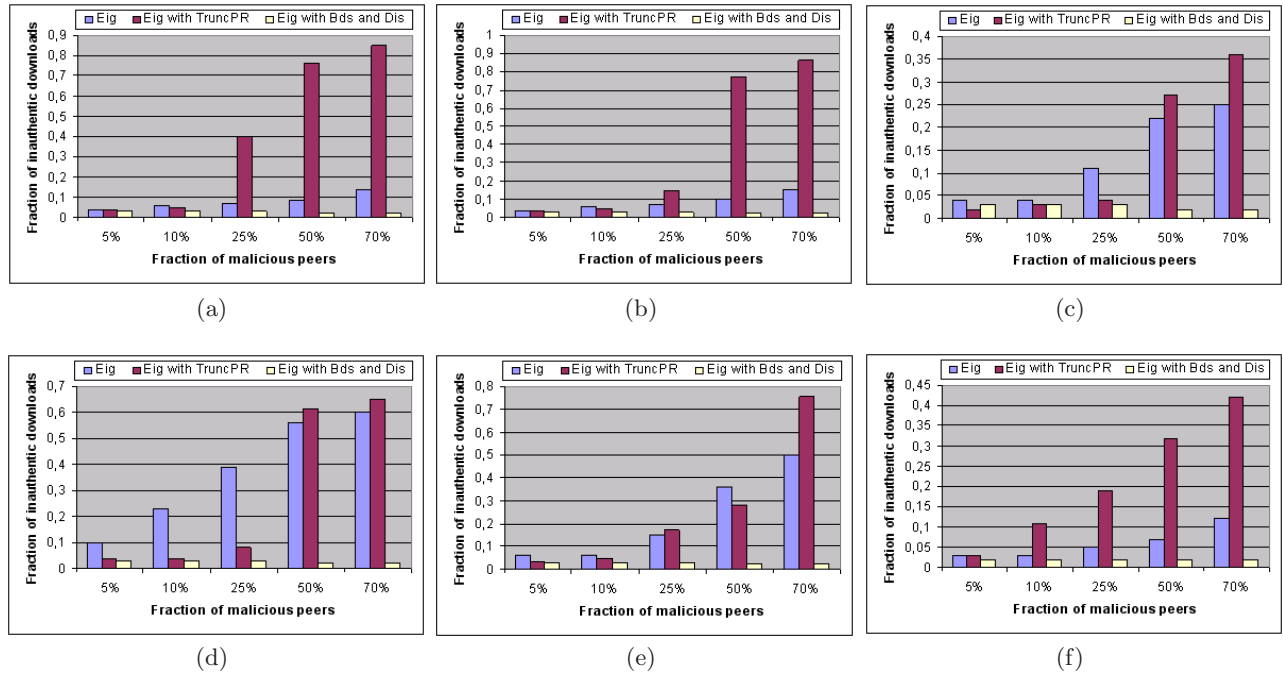 Eig Eig with TruncPR Eig with Bds and Dis
Fraction of inauthentic downloads
0,9
0,8
0,7
0,6
0,5
0,4
0,3
0,2
0,1
0
5% 10% 25% 50% 70%
Fraction of malicious peers
(a)
Eig Eig with TruncPR Eig with Bds and Dis
Fraction of inauthentic downloads
1
0,9
0,8
0,7
0,6
0,5
0,4
0,3
0,2
0,1
0
5% 10% 25% 50% 70%
Fraction of malicious peers
(b)
Eig Eig with TruncPR Eig with Bds and Dis
Fraction of inauthentic downloads
0,4
0,35
0,3
0,25
0,2
0,15
0,1
0,05
0
5% 10% 25% 50% 70%
Fraction of malicious peers
(c)
Eig Eig with TruncPR Eig with Bds and Dis
Fraction of inauthentic downloads
0,7
0,6
0,5
0,4
0,3
0,2
0,1
0
5% 10% 25% 50% 70%
Fraction of malicious peers
(d)
Eig Eig with TruncPR Eig with Bds and Dis
Fraction of inauthentic downloads
0,8
0,7
0,6
0,5
0,4
0,3
0,2
0,1
0
5% 10% 25% 50% 70%
Fraction of malicious peers
(e)
Eig Eig with TruncPR Eig with Bds and Dis
Fraction of inauthentic downloads
0,45
0,4
0,35
0,3
0,25
0,2
0,15
0,1
0,05
0
5% 10% 25% 50% 70%
Fraction of malicious peers
(f)